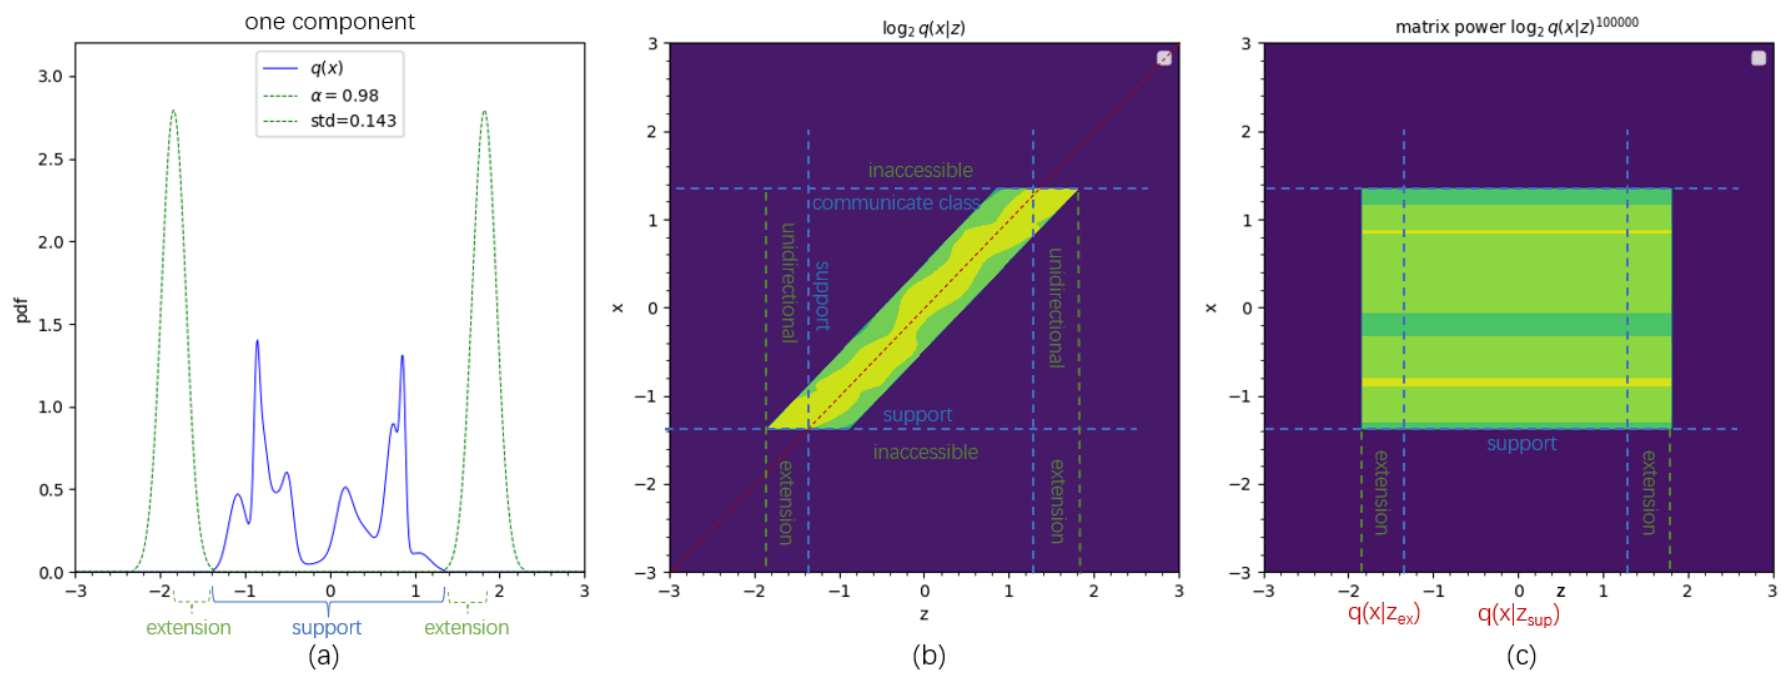 one component
3.0
2.5
2.0
1.5
1.0
0.5
0.0
pdf
q(x)
α = 0.98
std=0.143
−3
−2
−1
0
1
2
3
extension
support
extension
(a)
log₂ q(x|z)
3
2
1
0
−1
−2
−3
x
inaccessible
communicate class
unidirectional
support
unidirectional
support
inaccessible
extension
extension
−3
−2
−1
0
1
2
3
z
(b)
matrix power log₂ q(x|z)¹⁰⁰⁰⁰⁰
3
2
1
0
−1
−2
−3
x
support
extension
extension
−3
−2
−1
0
z
1
2
3
q(x|zₑₓ)
q(x|z_sup)
(c)